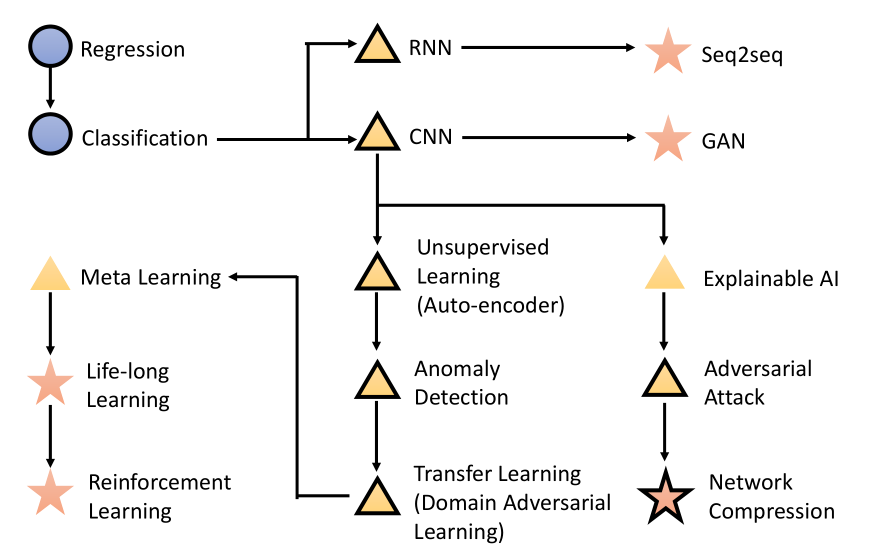 Regression
RNN
Seq2seq
Classification
CNN
GAN
Meta Learning
Unsupervised
Learning
(Auto-encoder)
Explainable AI
Life-long
Learning
Anomaly
Detection
Adversarial
Attack
Reinforcement
Learning
Transfer Learning
(Domain Adversarial
Learning)
Network
Compression